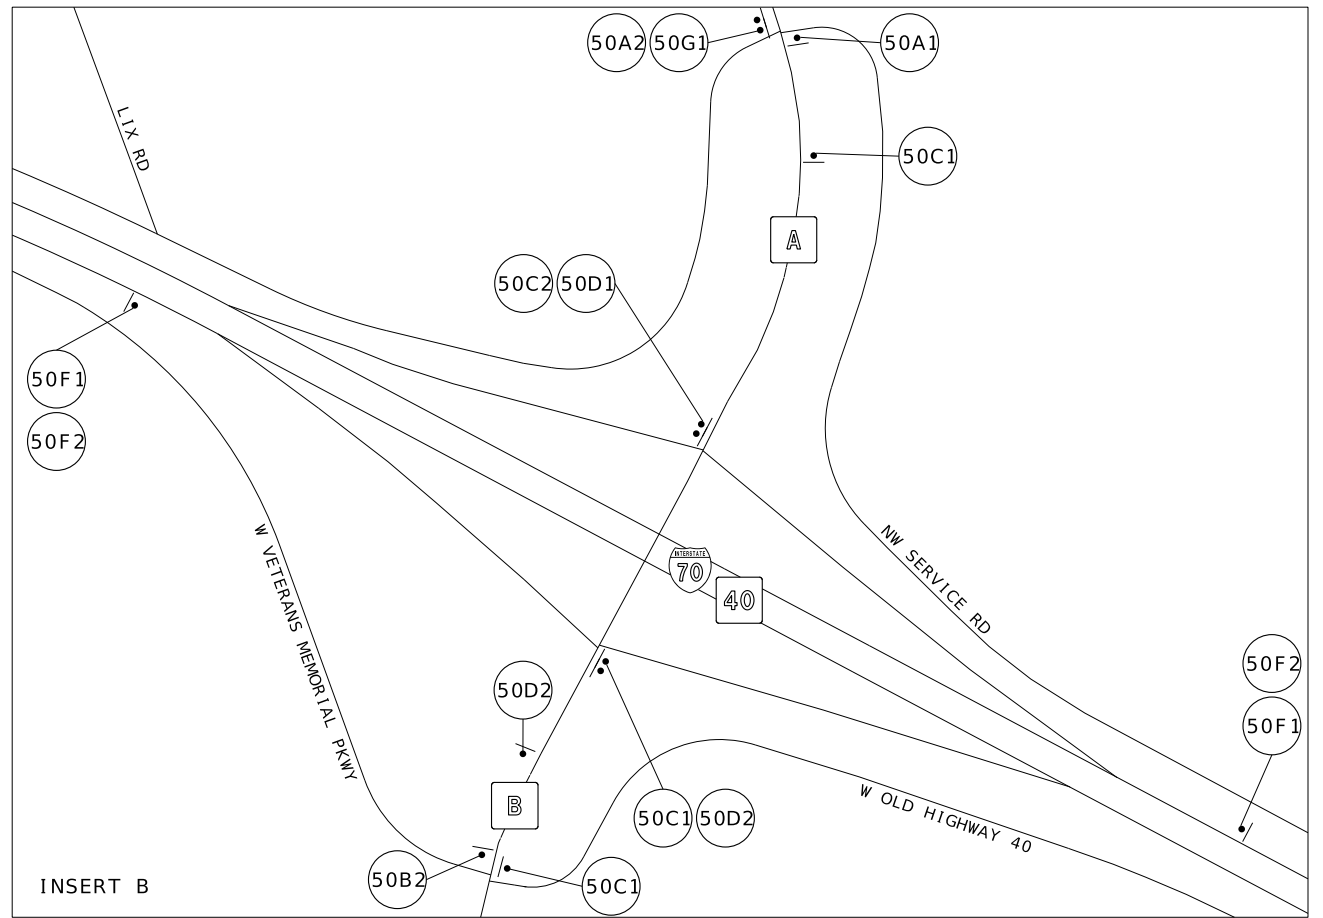 50A2 50G1 50A1
LIX RD
50C1
A
50C2 50D1
50F1
50F2
W VETERANS MEMORIAL PKWY
NW SERVICE RD
INTERSTATE
70
40
50F2
50F1
50D2
B
50C1 50D2
W OLD HIGHWAY 40
50B2
50C1
INSERT B